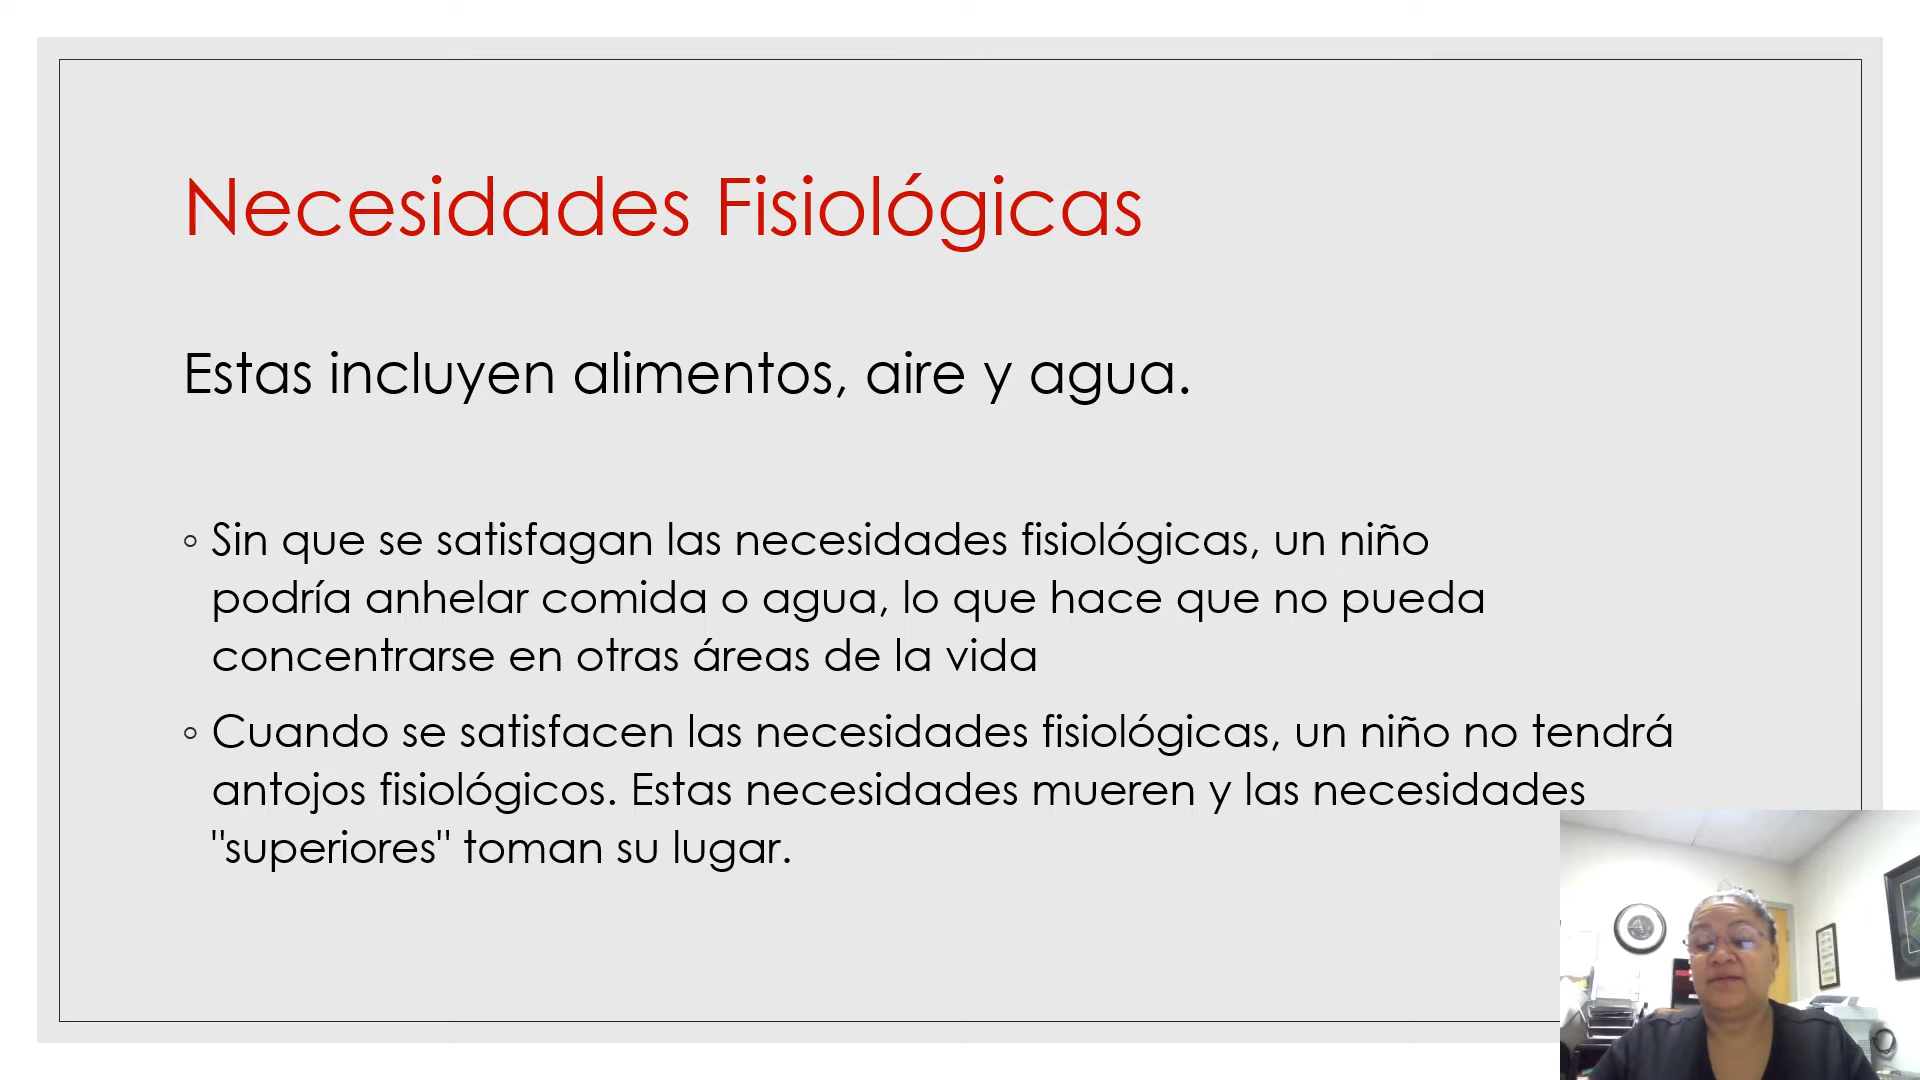 Necesidades Fisiológicas
Estas incluyen alimentos, aire y agua.
◦ Sin que se satisfagan las necesidades fisiológicas, un niño
podría anhelar comida o agua, lo que hace que no pueda
concentrarse en otras áreas de la vida
◦ Cuando se satisfacen las necesidades fisiológicas, un niño no tendrá
antojos fisiológicos. Estas necesidades mueren y las necesidades
"superiores" toman su lugar.